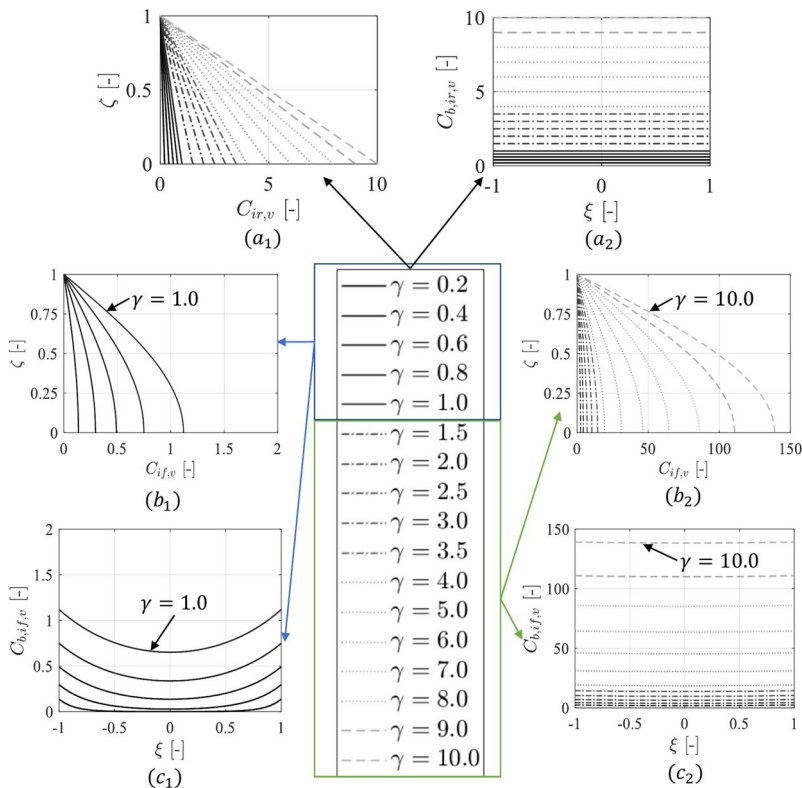 ζ [-]
1
0.5
0
0
5
10
C_{ir,v} [-]
(a₁)
C_{b,ir,v} [-]
10
5
0
-1
0
1
ξ [-]
(a₂)
ζ [-]
1
0.75
0.5
0.25
0
γ = 1.0
0
0.5
1
1.5
2
C_{if,v} [-]
(b₁)
γ = 0.2
γ = 0.4
γ = 0.6
γ = 0.8
γ = 1.0
γ = 1.5
γ = 2.0
γ = 2.5
γ = 3.0
γ = 3.5
γ = 4.0
γ = 5.0
γ = 6.0
γ = 7.0
γ = 8.0
γ = 9.0
γ = 10.0
ζ [-]
1
0.75
0.5
0.25
0
γ = 10.0
0
50
100
150
C_{if,v} [-]
(b₂)
C_{b,if,v} [-]
2
1.5
1
0.5
0
γ = 1.0
-1
-0.5
0
0.5
1
ξ [-]
(c₁)
C_{b,if,v} [-]
150
100
50
0
γ = 10.0
-1
-0.5
0
0.5
1
ξ [-]
(c₂)